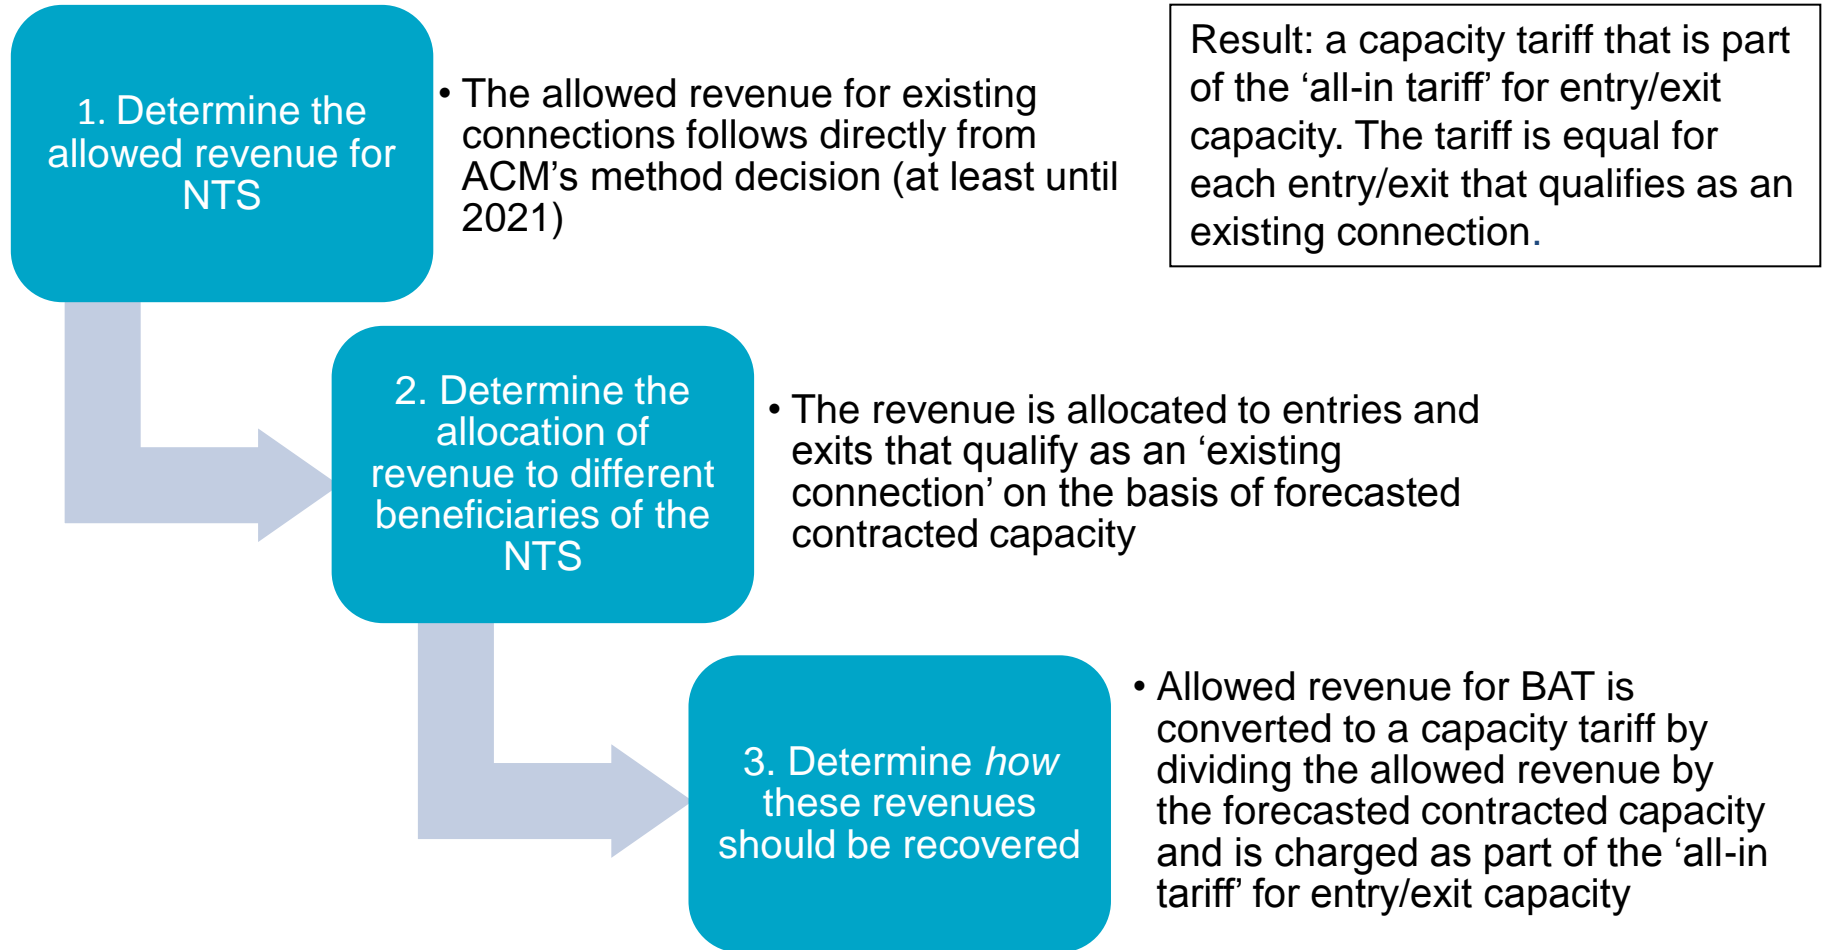 1. Determine the
allowed revenue for
NTS
• The allowed revenue for existing
connections follows directly from
ACM’s method decision (at least until
2021)
Result: a capacity tariff that is part
of the ‘all-in tariff’ for entry/exit
capacity. The tariff is equal for
each entry/exit that qualifies as an
existing connection.
2. Determine the
allocation of
revenue to different
beneficiaries of the
NTS
• The revenue is allocated to entries and
exits that qualify as an ‘existing
connection’ on the basis of forecasted
contracted capacity
3. Determine how
these revenues
should be recovered
• Allowed revenue for BAT is
converted to a capacity tariff by
dividing the allowed revenue by
the forecasted contracted capacity
and is charged as part of the ‘all-in
tariff’ for entry/exit capacity